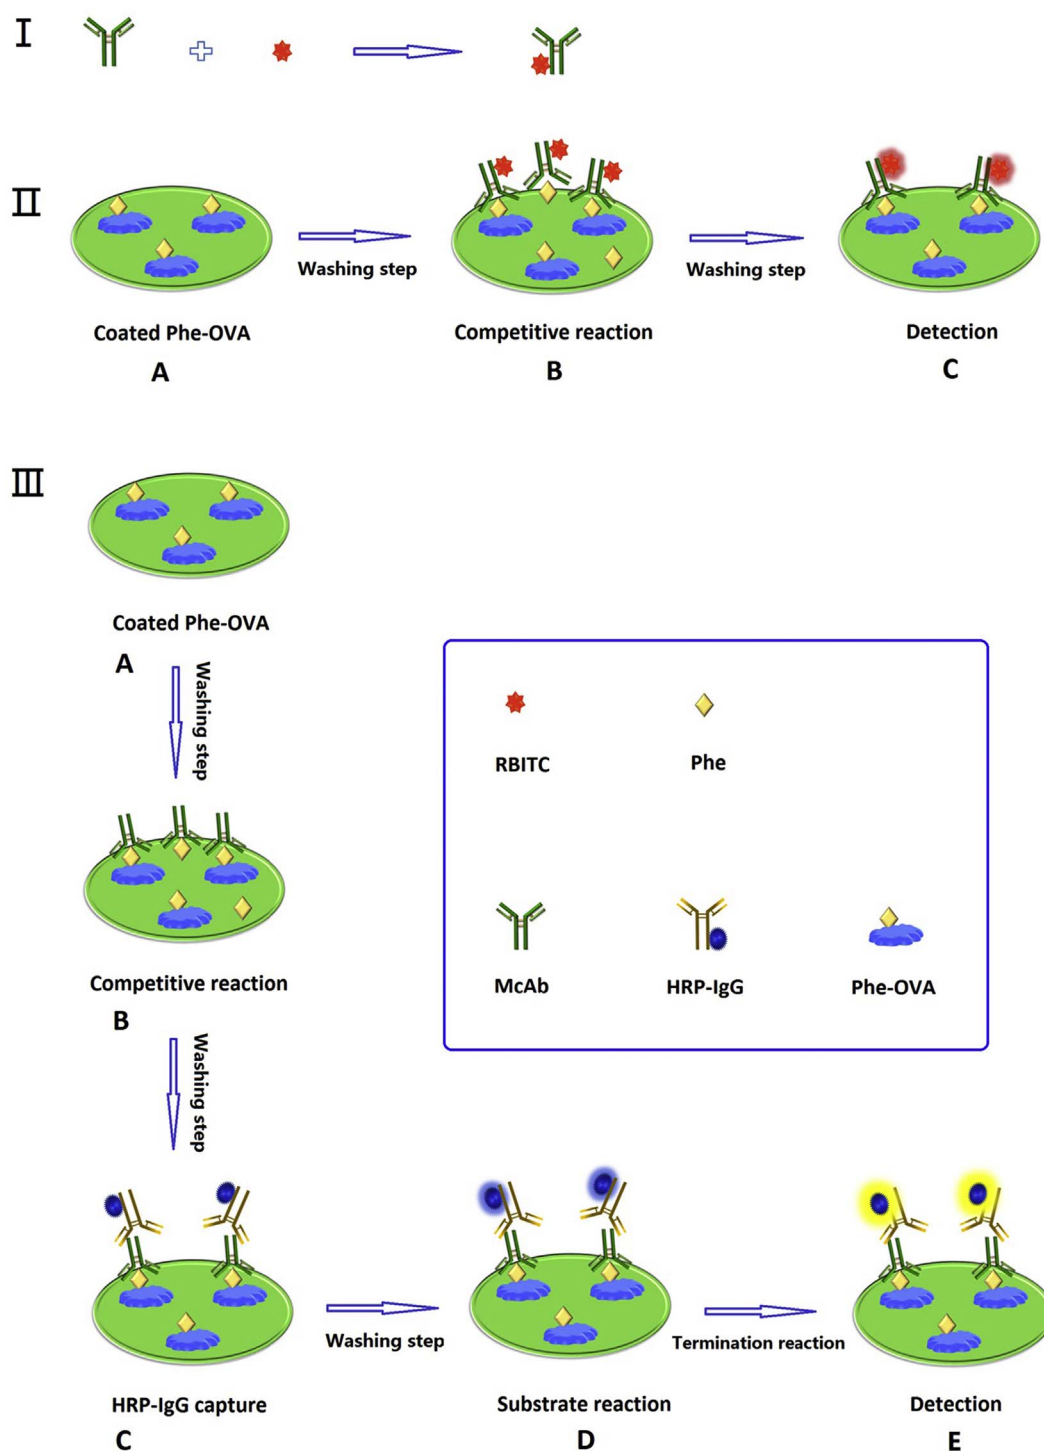 I
II
Washing step
Washing step
Coated Phe-OVA
Competitive reaction
Detection
A
B
C
III
Coated Phe-OVA
A
Washing step
RBITC
Phe
Competitive reaction
B
McAb
HRP-IgG
Phe-OVA
Washing step
Washing step
Termination reaction
HRP-IgG capture
Substrate reaction
Detection
C
D
E